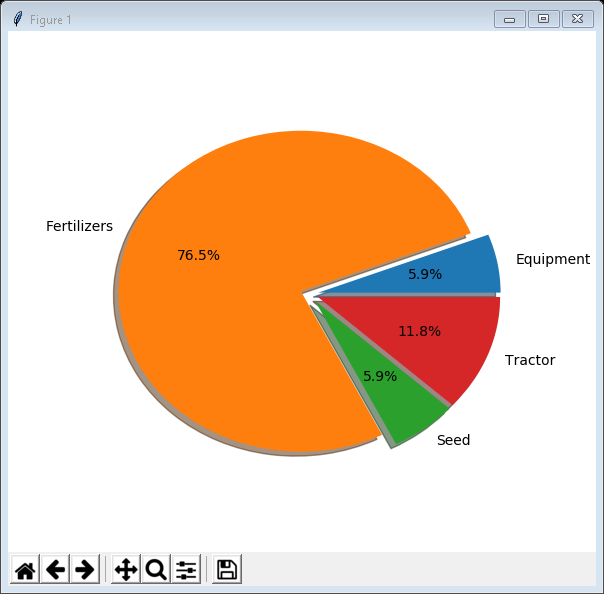 Figure 1
Fertilizers
76.5%
Equipment
5.9%
11.8%
Tractor
5.9%
Seed